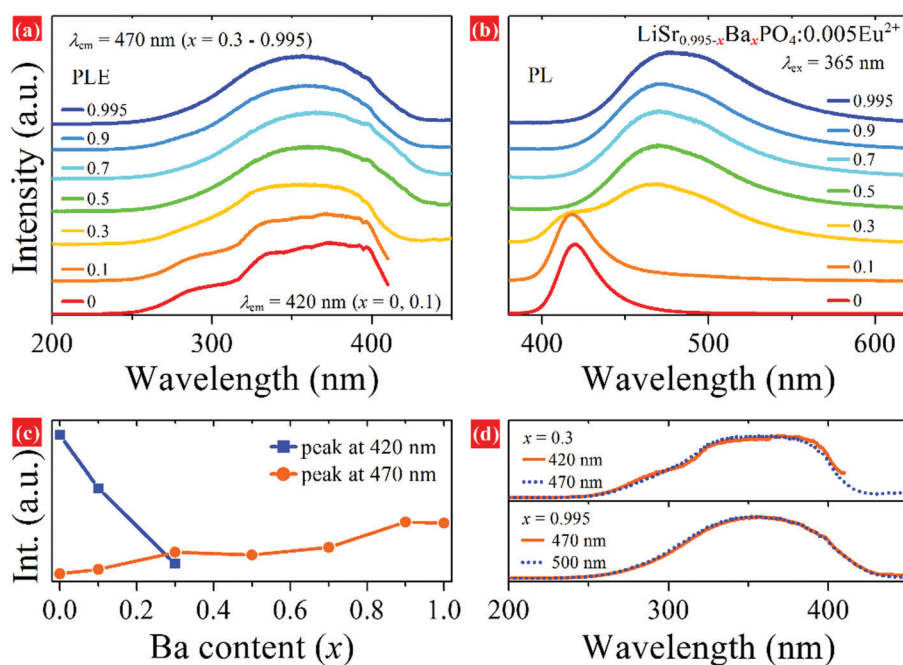 (a)
λem = 470 nm (x = 0.3 - 0.995)
PLE
0.995
0.9
0.7
0.5
0.3
0.1
0
λem = 420 nm (x = 0, 0.1)
Intensity (a.u.)
200 300 400
Wavelength (nm)
(b)
LiSr0.995-xBaxPO4:0.005Eu2+
λex = 365 nm
PL
0.995
0.9
0.7
0.5
0.3
0.1
0
400 500 600
Wavelength (nm)
(c)
peak at 420 nm
peak at 470 nm
Int. (a.u.)
0.0 0.2 0.4 0.6 0.8 1.0
Ba content (x)
(d)
x = 0.3
420 nm
470 nm
x = 0.995
470 nm
500 nm
200 300 400
Wavelength (nm)